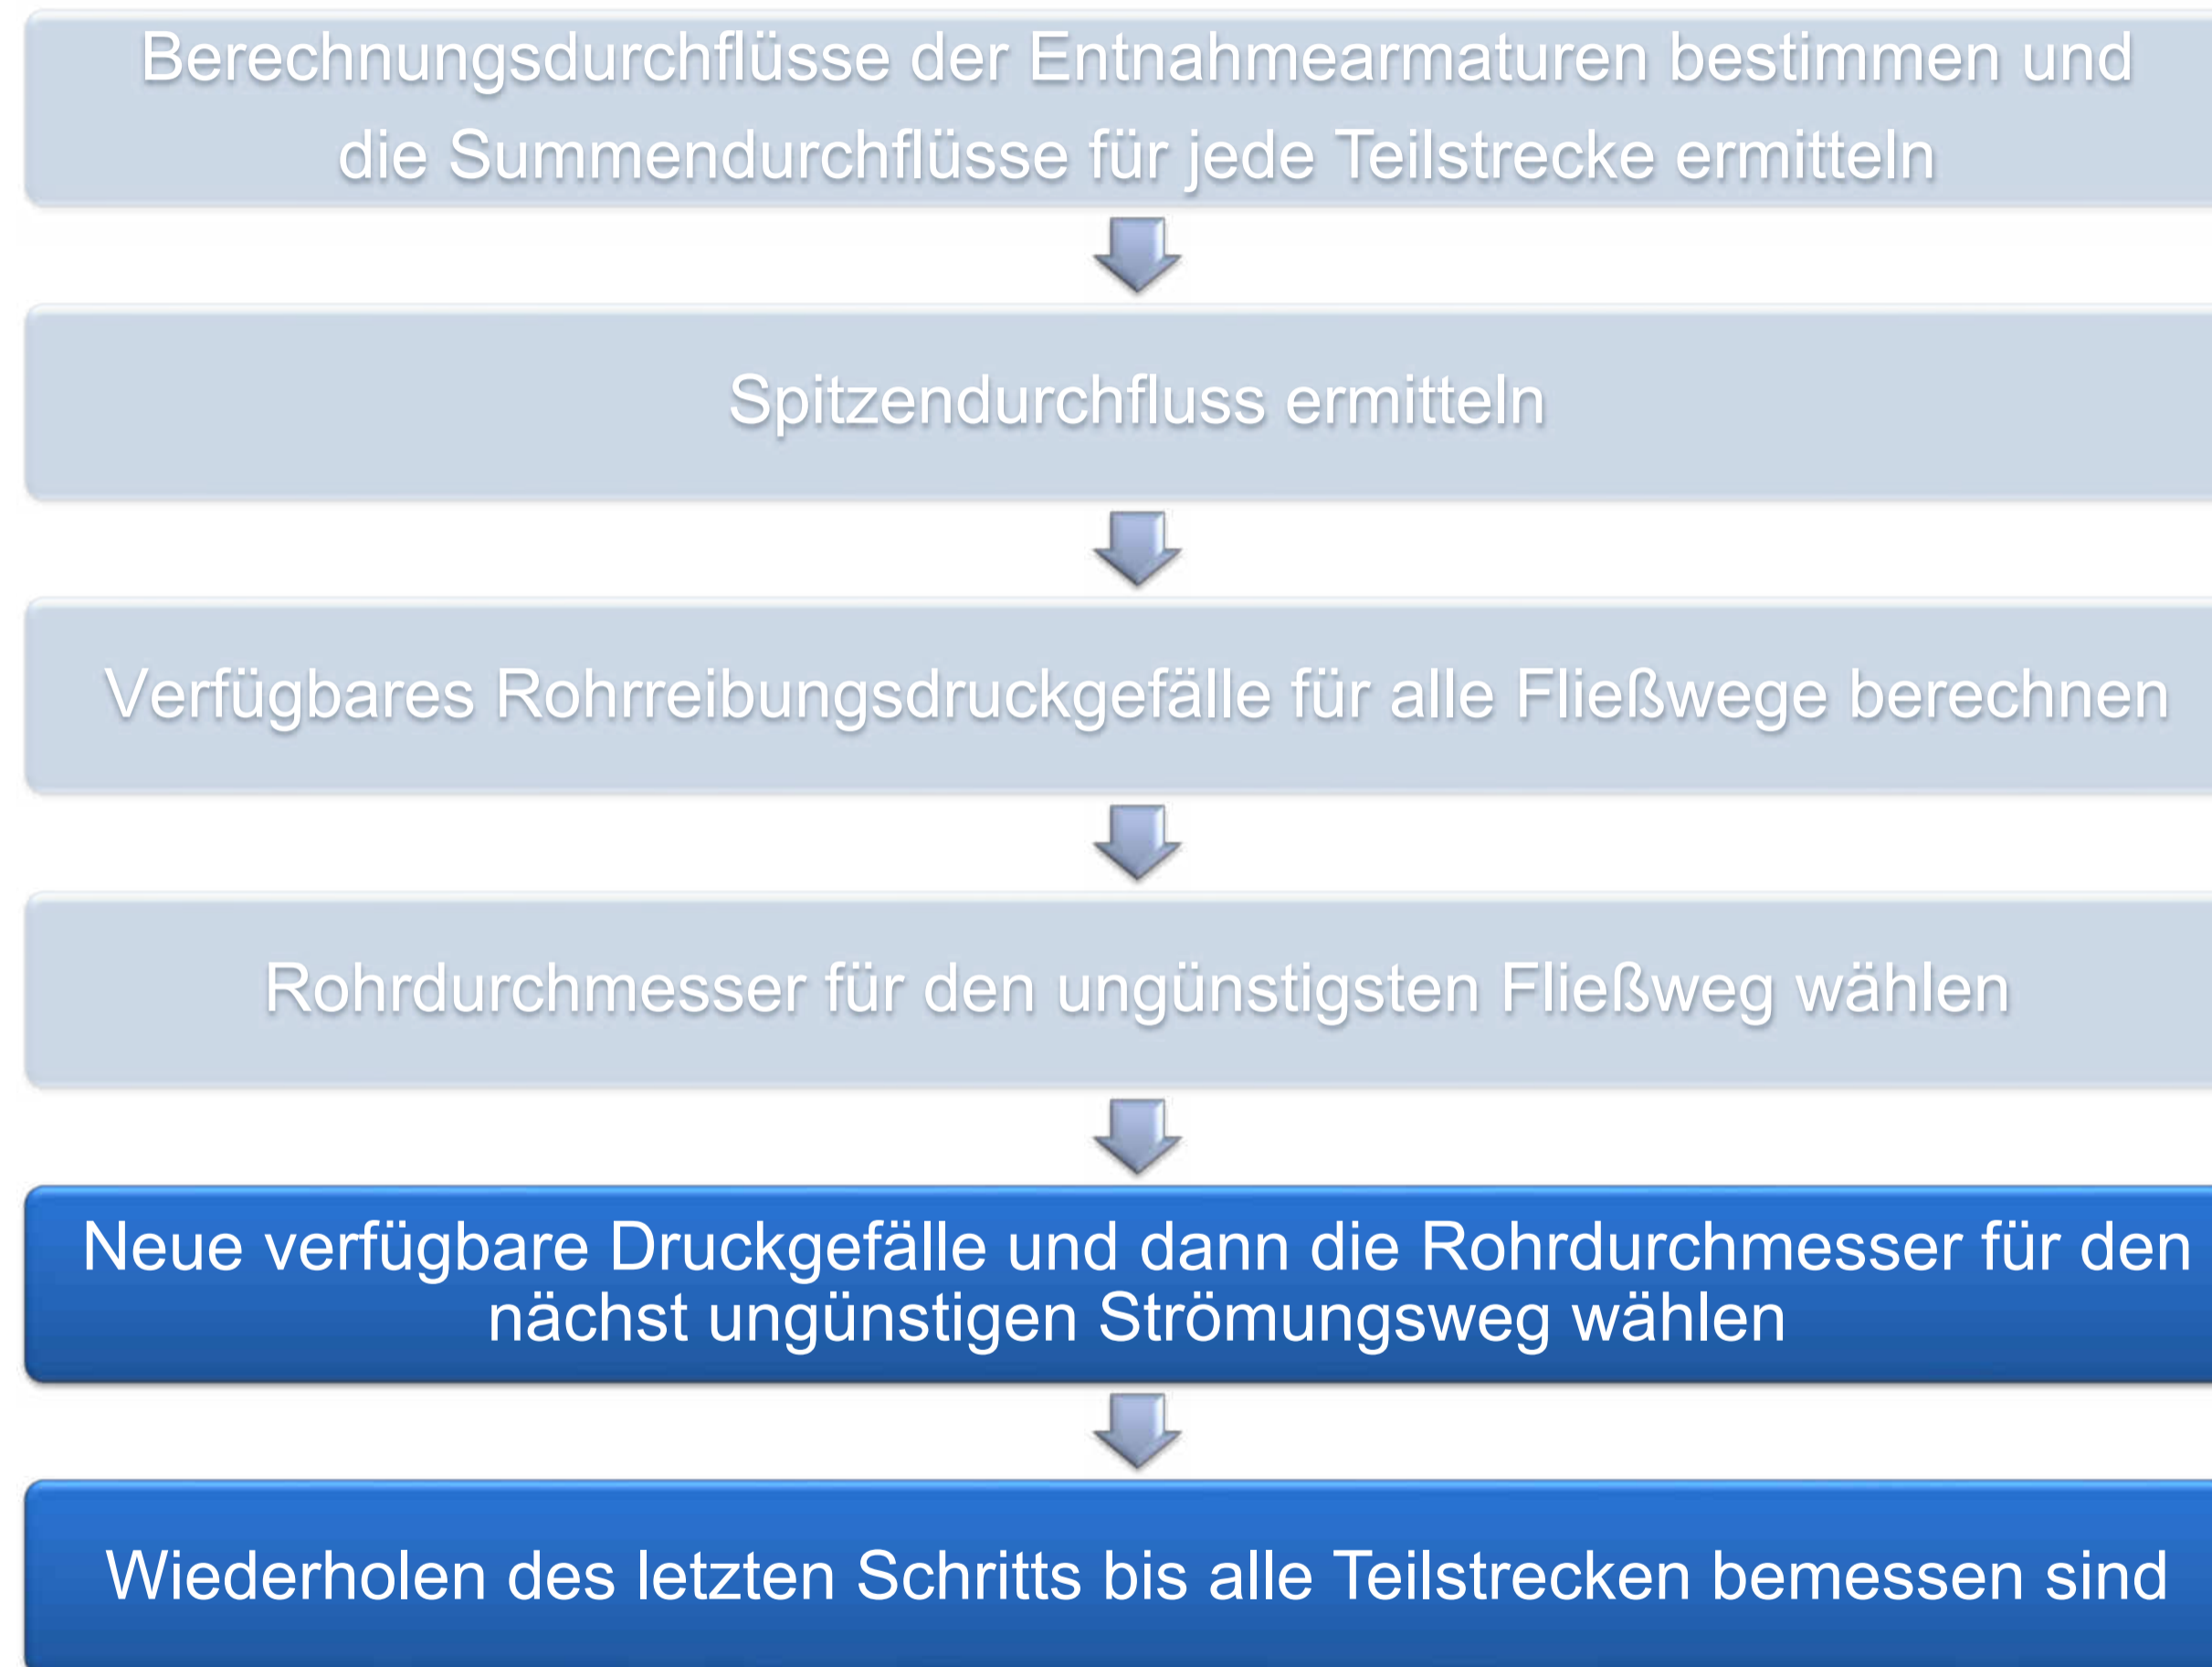 Berechnungsdurchflüsse der Entnahmearmaturen bestimmen und
die Summendurchflüsse für jede Teilstrecke ermitteln
Spitzendurchfluss ermitteln
Verfügbares Rohrreibungsdruckgefälle für alle Fließwege berechnen
Rohrdurchmesser für den ungünstigsten Fließweg wählen
Neue verfügbare Druckgefälle und dann die Rohrdurchmesser für den
nächst ungünstigen Strömungsweg wählen
Wiederholen des letzten Schritts bis alle Teilstrecken bemessen sind